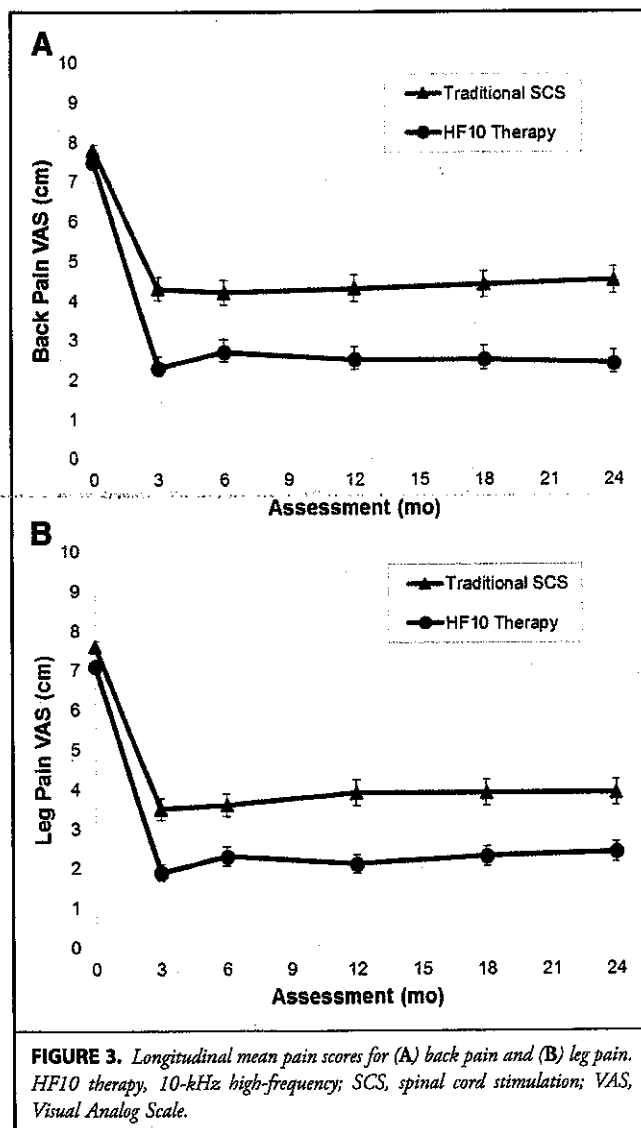 A
10
9
8
7
6
5
4
3
2
1
0
Back Pain VAS (cm)
Traditional SCS
HF10 Therapy
0 3 6 9 12 15 18 21 24
Assessment (mo)
B
10
9
8
7
6
5
4
3
2
1
0
Leg Pain VAS (cm)
Traditional SCS
HF10 Therapy
0 3 6 9 12 15 18 21 24
Assessment (mo)
FIGURE 3. Longitudinal mean pain scores for (A) back pain and (B) leg pain.
HF10 therapy, 10-kHz high-frequency; SCS, spinal cord stimulation; VAS,
Visual Analog Scale.